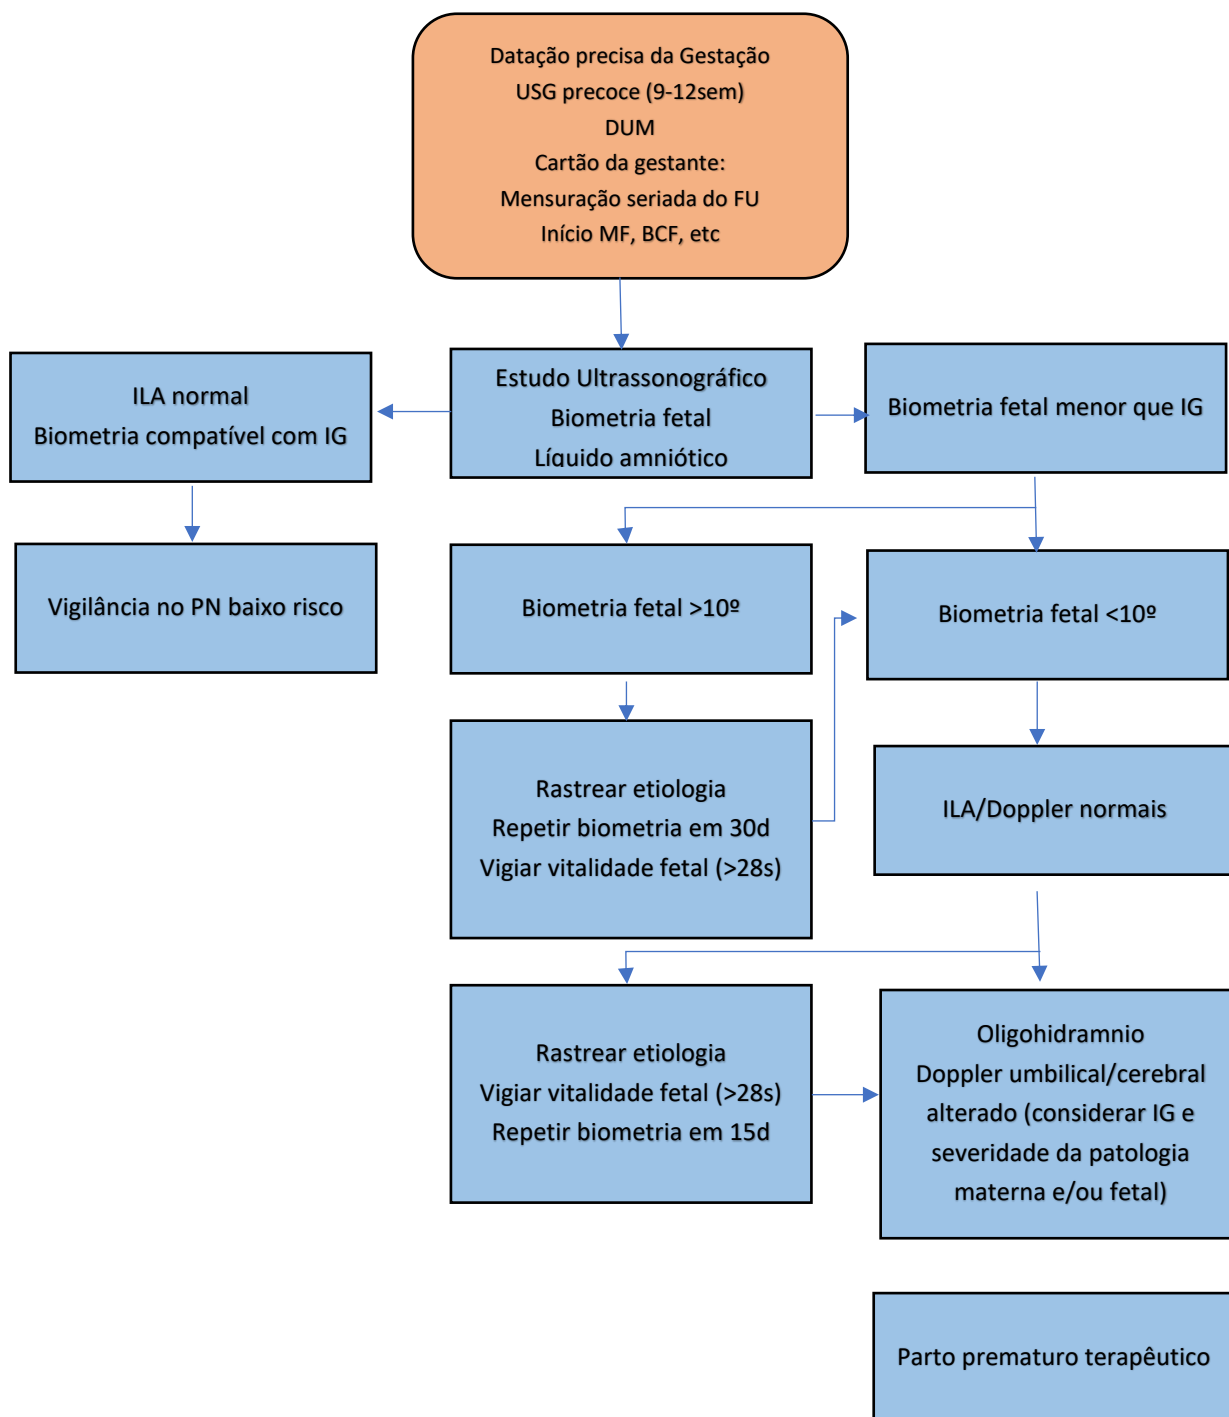 Datação precisa da Gestação
USG precoce (9-12sem)
DUM
Cartão da gestante:
Mensuração seriada do FU
Início MF, BCF, etc
ILA normal
Biometria compatível com IG
Estudo Ultrassonográfico
Biometria fetal
Líquido amniótico
Biometria fetal menor que IG
Vigilância no PN baixo risco
Biometria fetal >10º
Biometria fetal <10º
Rastrear etiologia
Repetir biometria em 30d
Vigiar vitalidade fetal (>28s)
ILA/Doppler normais
Rastrear etiologia
Vigiar vitalidade fetal (>28s)
Repetir biometria em 15d
Oligohidramnio
Doppler umbilical/cerebral
alterado (considerar IG e
severidade da patologia
materna e/ou fetal)
Parto prematuro terapêutico